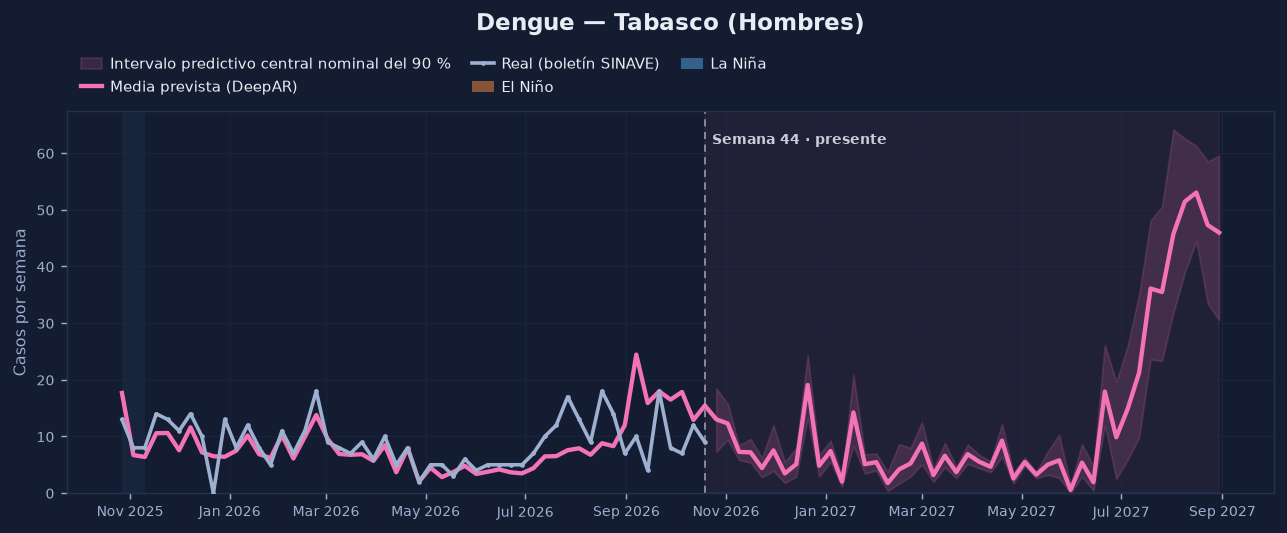 Dengue — Tabasco (Hombres)
Intervalo predictivo central nominal del 90 %
Real (boletín SINAVE)
La Niña
Media prevista (DeepAR)
El Niño
Semana 44 · presente
Casos por semana
60
50
40
30
20
10
0
Nov 2025
Jan 2026
Mar 2026
May 2026
Jul 2026
Sep 2026
Nov 2026
Jan 2027
Mar 2027
May 2027
Jul 2027
Sep 2027